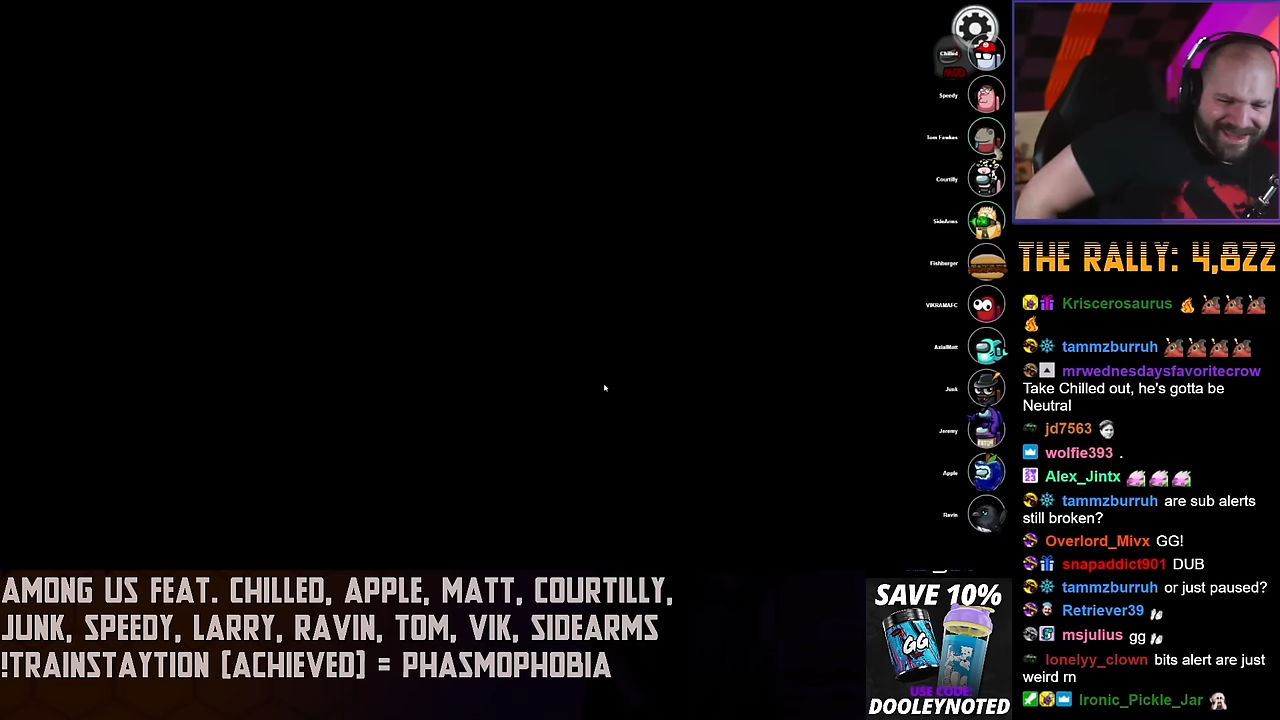 Chilled
MOD
Speedy
Tom Fawkes
Courtilly
SideArms
Fishburger
VIKRAMAFC
AxialMatt
Junk
Jeremy
Apple
Ravin
THE RALLY: 4,822
Kriscerosaurus
tammzburruh
mrwednesdaysfavoritecrow
Take Chilled out, he's gotta be
Neutral
jd7563
wolfie393 .
Alex_Jintx
tammzburruh are sub alerts
still broken?
Overlord_Mivx GG!
snapaddict901 DUB
tammzburruh or just paused?
Retriever39
msjulius gg
lonelyy_clown bits alert are just
weird rn
Ironic_Pickle_Jar
AMONG US FEAT. CHILLED, APPLE, MATT, COURTILLY,
JUNK, SPEEDY, LARRY, RAVIN, TOM, VIK, SIDEARMS
!TRAINSTAYTION [ACHIEVED] = PHASMOPHOBIA
SAVE 10%
GG
USE CODE:
DOOLEYNOTED